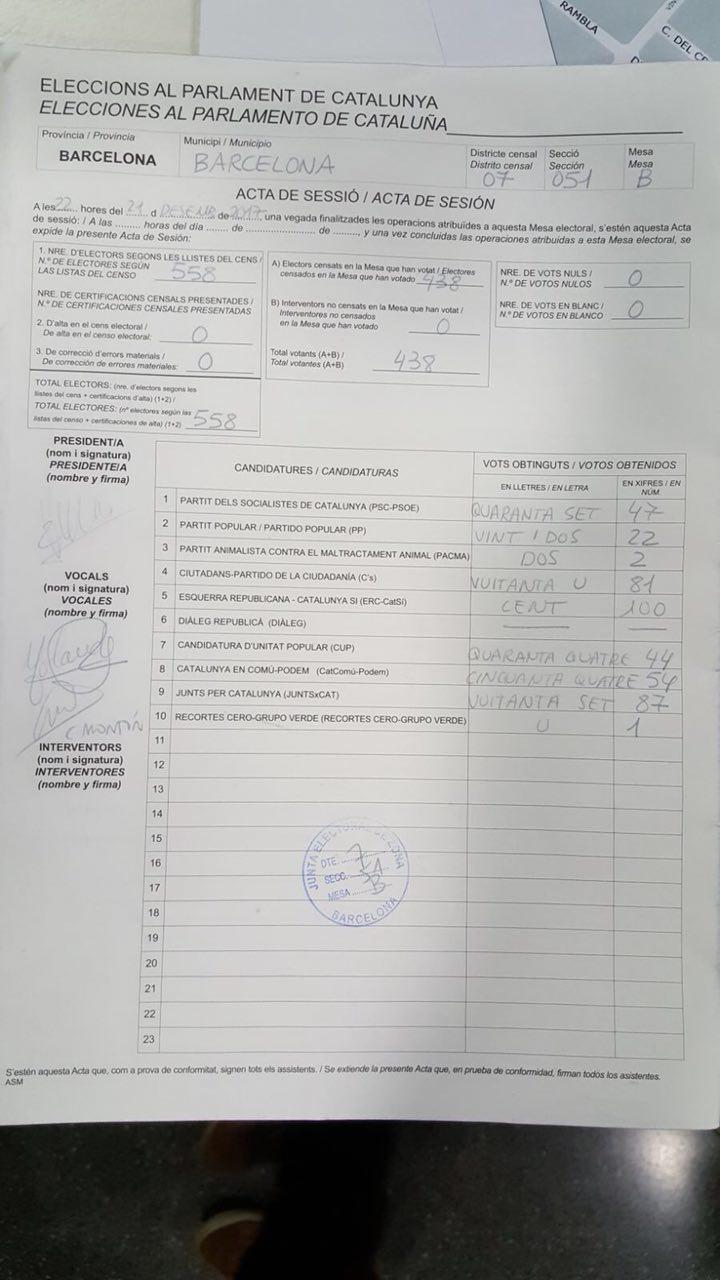 RAMBLA
C. DEL CE
ELECCIONS AL PARLAMENT DE CATALUNYA
ELECCIONES AL PARLAMENTO DE CATALUÑA
Província / Provincia
BARCELONA
Municipi / Municipio
BARCELONA
Districte censal
Distrito censal
07
Secció
Sección
051
Mesa
Mesa
B
ACTA DE SESSIÓ / ACTA DE SESIÓN
A les 22 hores del 21 d DESEMB. de 2017, una vegada finalitzades les operacions atribuïdes a aquesta Mesa electoral, s'estén aquesta Acta
de sessió: / A las ......... horas del día ....... de ........................ de ........, y una vez concluidas las operaciones atribuidas a esta Mesa electoral, se
expide la presente Acta de Sesión:
1. NRE. D'ELECTORS SEGONS LES LLISTES DEL CENS /
N.º DE ELECTORES SEGÚN
LAS LISTAS DEL CENSO 558
NRE. DE CERTIFICACIONS CENSALS PRESENTADES /
N.º DE CERTIFICACIONES CENSALES PRESENTADAS
2. D'alta en el cens electoral /
De alta en el censo electoral: 0
3. De correcció d'errors materials /
De corrección de errores materiales: 0
TOTAL ELECTORS: (nre. d'electors segons les
llistes del cens + certificacions d'alta) (1+2) /
TOTAL ELECTORES: (nº electores según las
listas del censo + certificaciones de alta) (1+2) 558
A) Electors censats en la Mesa que han votat / Electores
censados en la Mesa que han votado 438
B) Interventors no censats en la Mesa que han votat /
Interventores no censados
en la Mesa que han votado 0
Total votants (A+B) /
Total votantes (A+B) 438
NRE. DE VOTS NULS /
N.º DE VOTOS NULOS 0
NRE. DE VOTS EN BLANC /
N.º DE VOTOS EN BLANCO 0
PRESIDENT/A
(nom i signatura)
PRESIDENTE/A
(nombre y firma)
VOCALS
(nom i signatura)
VOCALES
(nombre y firma)
C MONTÓN
INTERVENTORS
(nom i signatura)
INTERVENTORES
(nombre y firma)
CANDIDATURES / CANDIDATURAS
VOTS OBTINGUTS / VOTOS OBTENIDOS
EN LLETRES / EN LETRA
EN XIFRES / EN NÚM.
1 PARTIT DELS SOCIALISTES DE CATALUNYA (PSC-PSOE) QUARANTA SET 47
2 PARTIT POPULAR / PARTIDO POPULAR (PP) VINT I DOS 22
3 PARTIT ANIMALISTA CONTRA EL MALTRACTAMENT ANIMAL (PACMA) DOS 2
4 CIUTADANS-PARTIDO DE LA CIUDADANÍA (C's) VUITANTA U 81
5 ESQUERRA REPUBLICANA - CATALUNYA SI (ERC-CatSí) CENT 100
6 DIÀLEG REPUBLICÀ (DIÀLEG)
7 CANDIDATURA D'UNITAT POPULAR (CUP) QUARANTA QUATRE 44
8 CATALUNYA EN COMÚ-PODEM (CatComú-Podem) CINQUANTA QUATRE 54
9 JUNTS PER CATALUNYA (JUNTSxCAT) VUITANTA SET 87
10 RECORTES CERO-GRUPO VERDE (RECORTES CERO-GRUPO VERDE) U 1
11
12
13
14
15
16
17
18
19
20
21
22
23
JUNTA ELECTORAL DE ZONA
DTE. 7
SECC.
MESA B
BARCELONA
S'estén aquesta Acta que, com a prova de conformitat, signen tots els assistents. / Se extiende la presente Acta que, en prueba de conformidad, firman todos los asistentes.
ASM